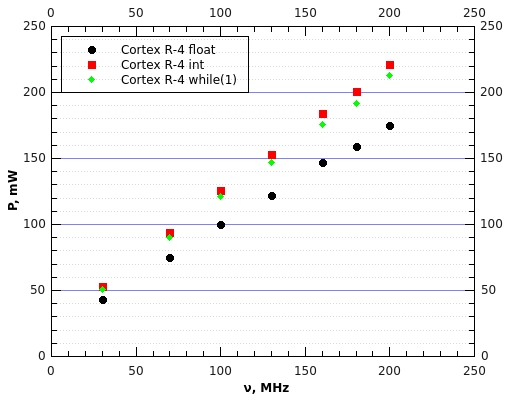 0 50 100 150 200 250
250 250
Cortex R-4 float
Cortex R-4 int
Cortex R-4 while(1)
200 200
150 150
P, mW
100 100
50 50
0 0
0 50 100 150 200 250
ν, MHz